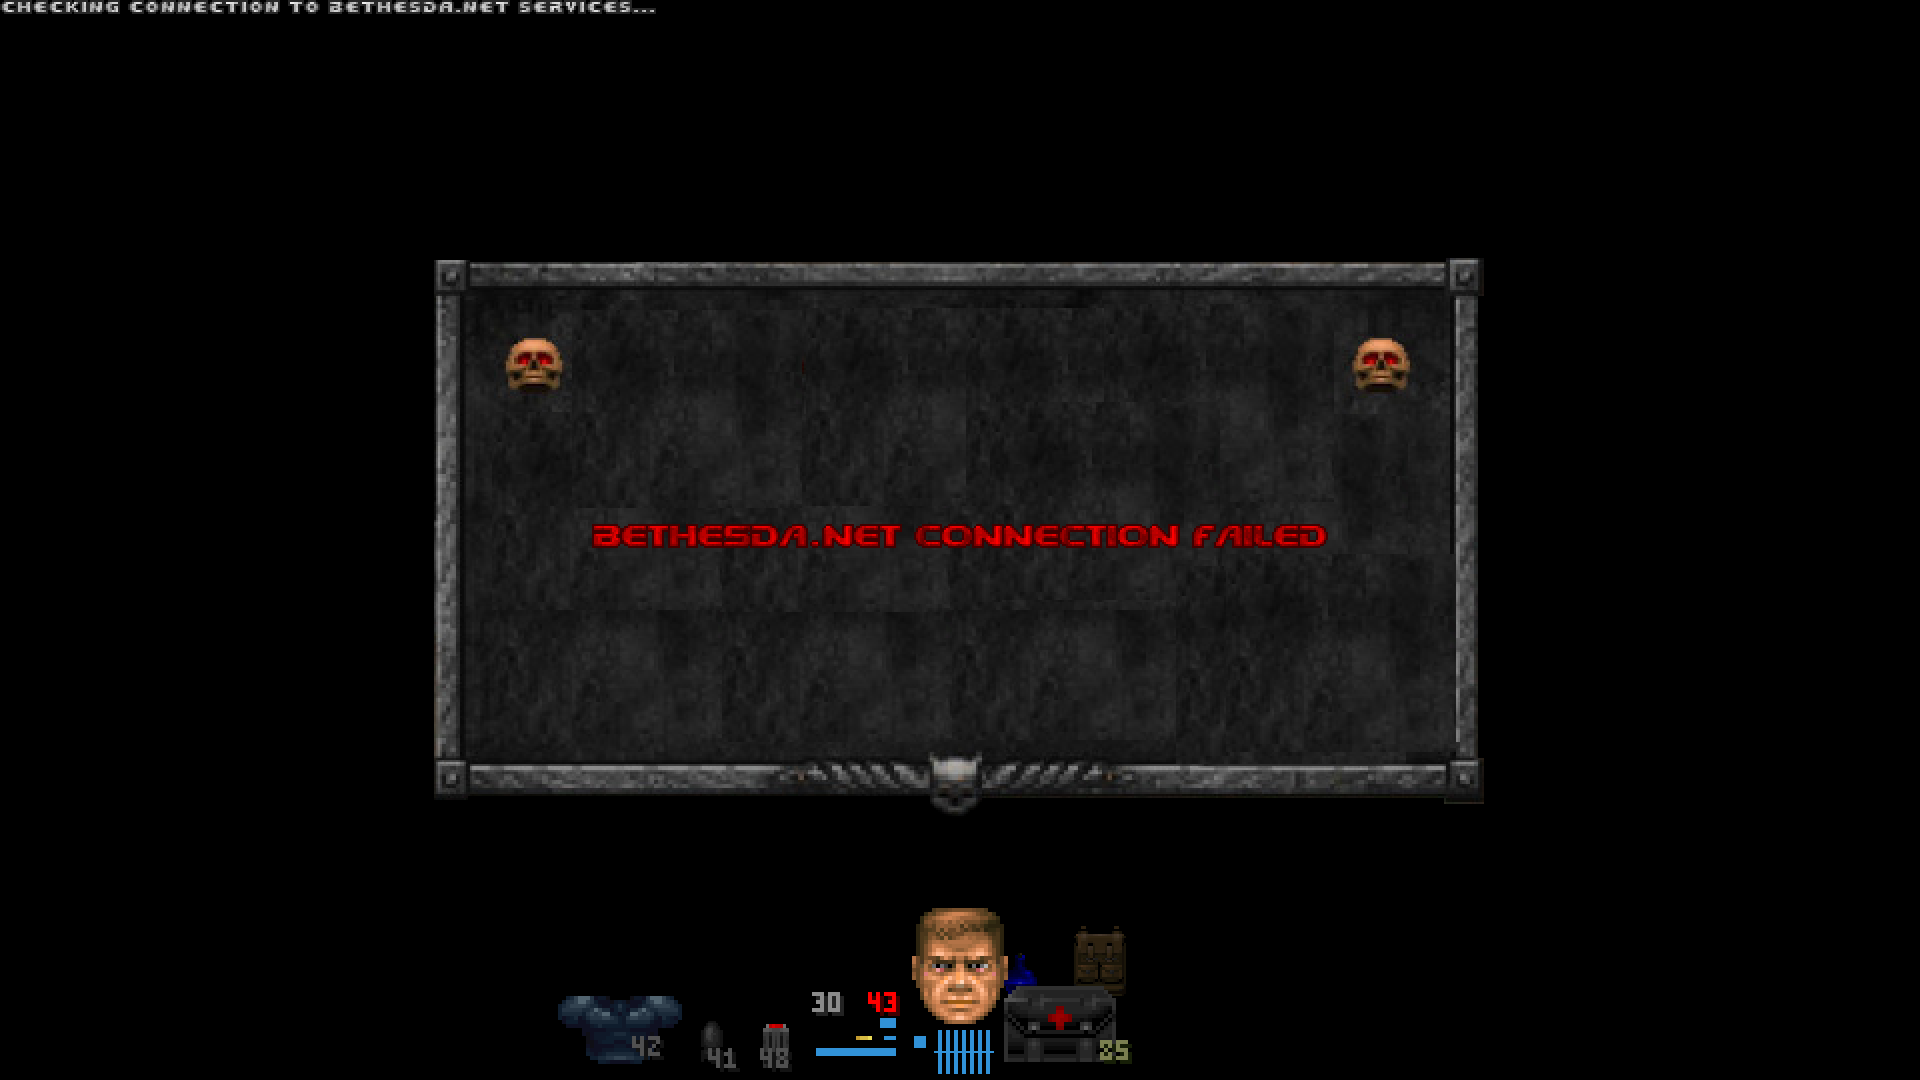 CHECKING CONNECTION TO BETHESDA.NET SERVICES...
BETHESDA.NET CONNECTION FAILED
30 43
42 41 48 85